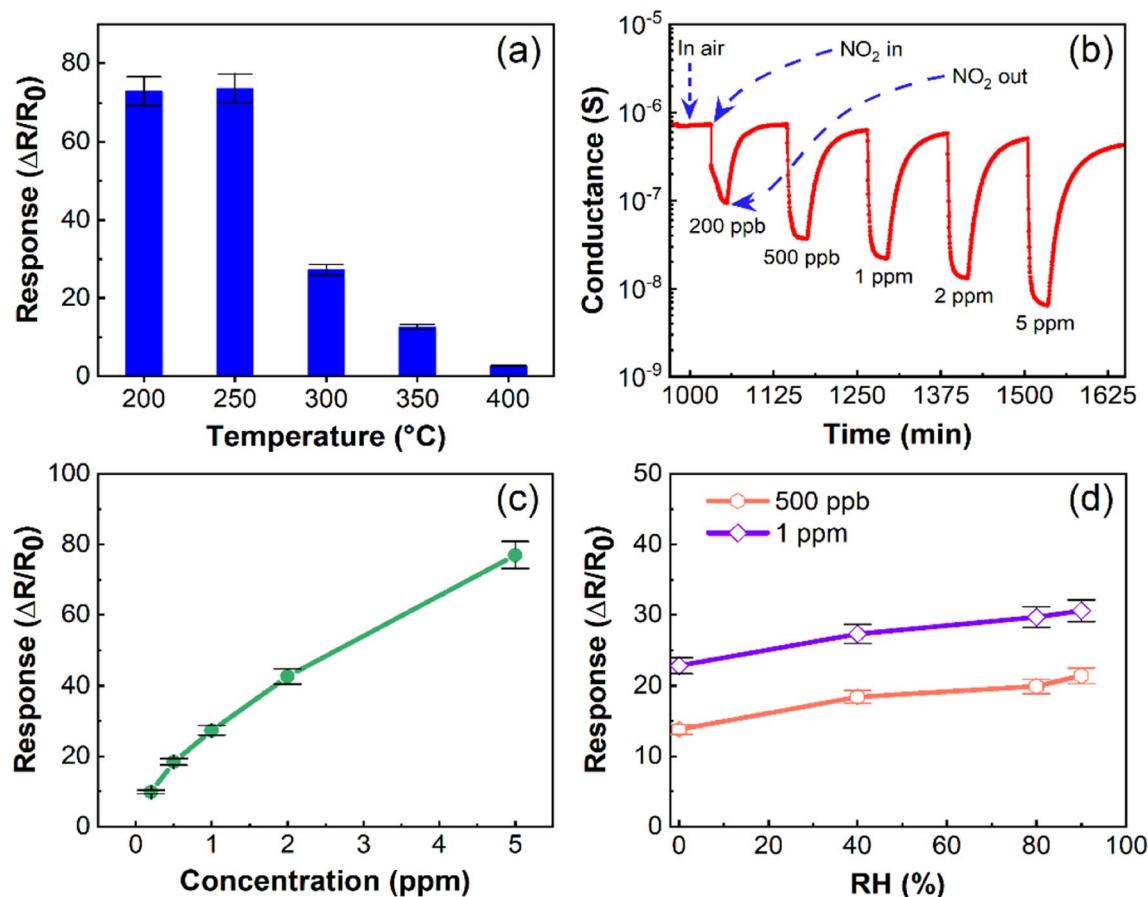 (a)
Response (ΔR/R₀)
80
60
40
20
0
200 250 300 350 400
Temperature (°C)
(b)
In air
NO₂ in
NO₂ out
Conductance (S)
10⁻⁵
10⁻⁶
10⁻⁷
10⁻⁸
10⁻⁹
200 ppb
500 ppb
1 ppm
2 ppm
5 ppm
1000 1125 1250 1375 1500 1625
Time (min)
(c)
Response (ΔR/R₀)
100
80
60
40
20
0
0 1 2 3 4 5
Concentration (ppm)
(d)
500 ppb
1 ppm
Response (ΔR/R₀)
50
40
30
20
10
0
0 20 40 60 80 100
RH (%)